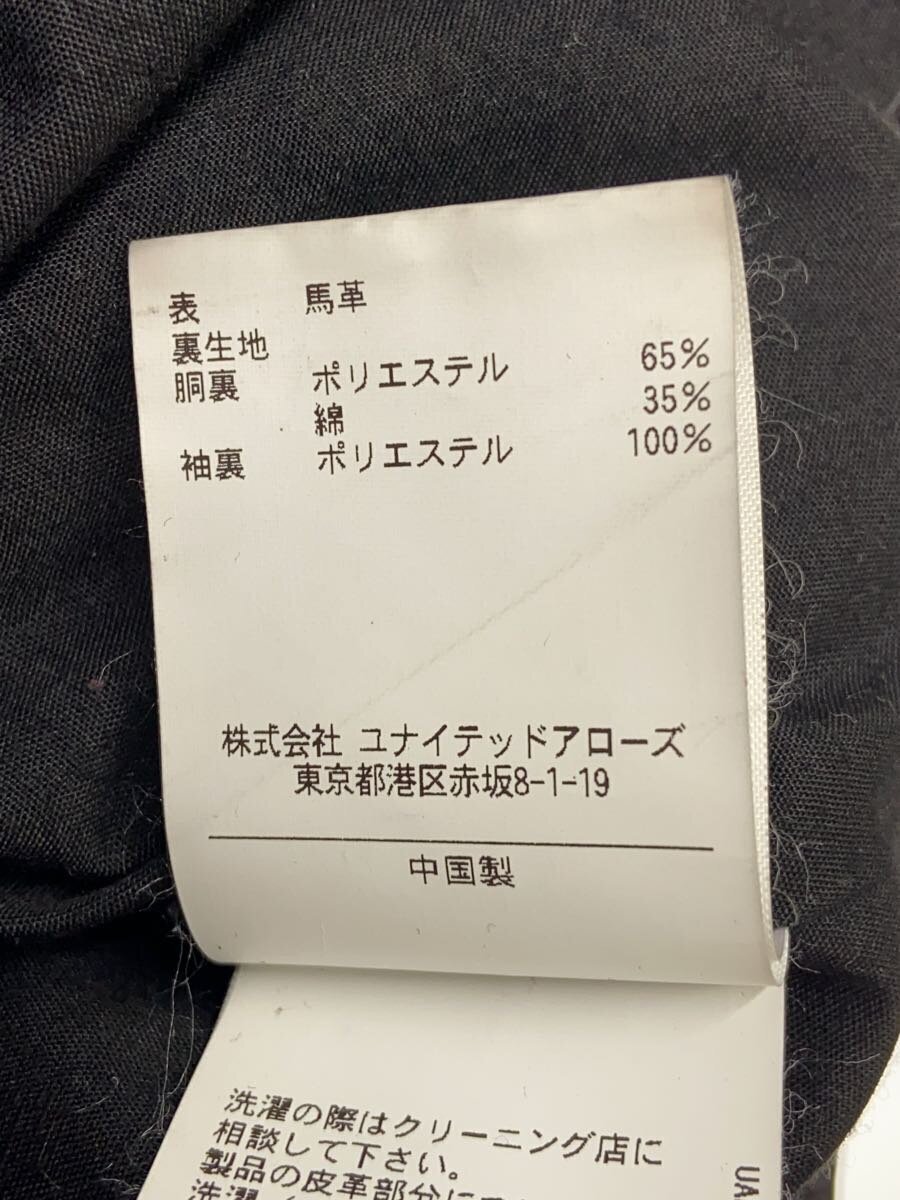 表 馬革
裏生地
胴裏 ポリエステル 65%
綿 35%
袖裏 ポリエステル 100%
株式会社 ユナイテッドアローズ
東京都港区赤坂8-1-19
中国製
洗濯の際はクリーニング店に
相談して下さい。
製品の皮革部分に
UA